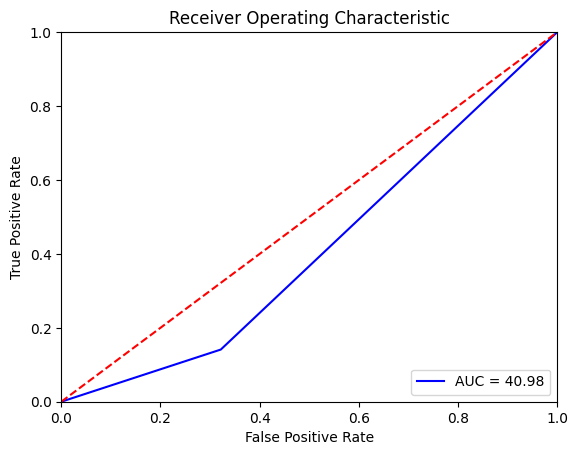 Receiver Operating Characteristic
1.0
0.8
0.6
0.4
0.2
0.0
True Positive Rate
AUC = 40.98
0.0 0.2 0.4 0.6 0.8 1.0
False Positive Rate